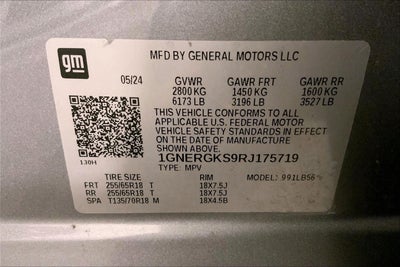 gm
MFD BY GENERAL MOTORS LLC
05/24 GVWR GAWR FRT GAWR RR
2800 KG 1450 KG 1600 KG
6173 LB 3196 LB 3527 LB
THIS VEHICLE CONFORMS TO ALL
APPLICABLE U.S. FEDERAL MOTOR
VEHICLE SAFETY STANDARDS IN EFFECT
ON THE DATE OF MANUFACTURE
SHOWN ABOVE.
130H
1GNERGKS9RJ175719
TYPE: MPV
TIRE SIZE RIM MODEL:
FRT 255/65R18 T 18X7.5J
RR 255/65R18 T 18X7.5J
SPA T135/70R18 M 18X4.5B